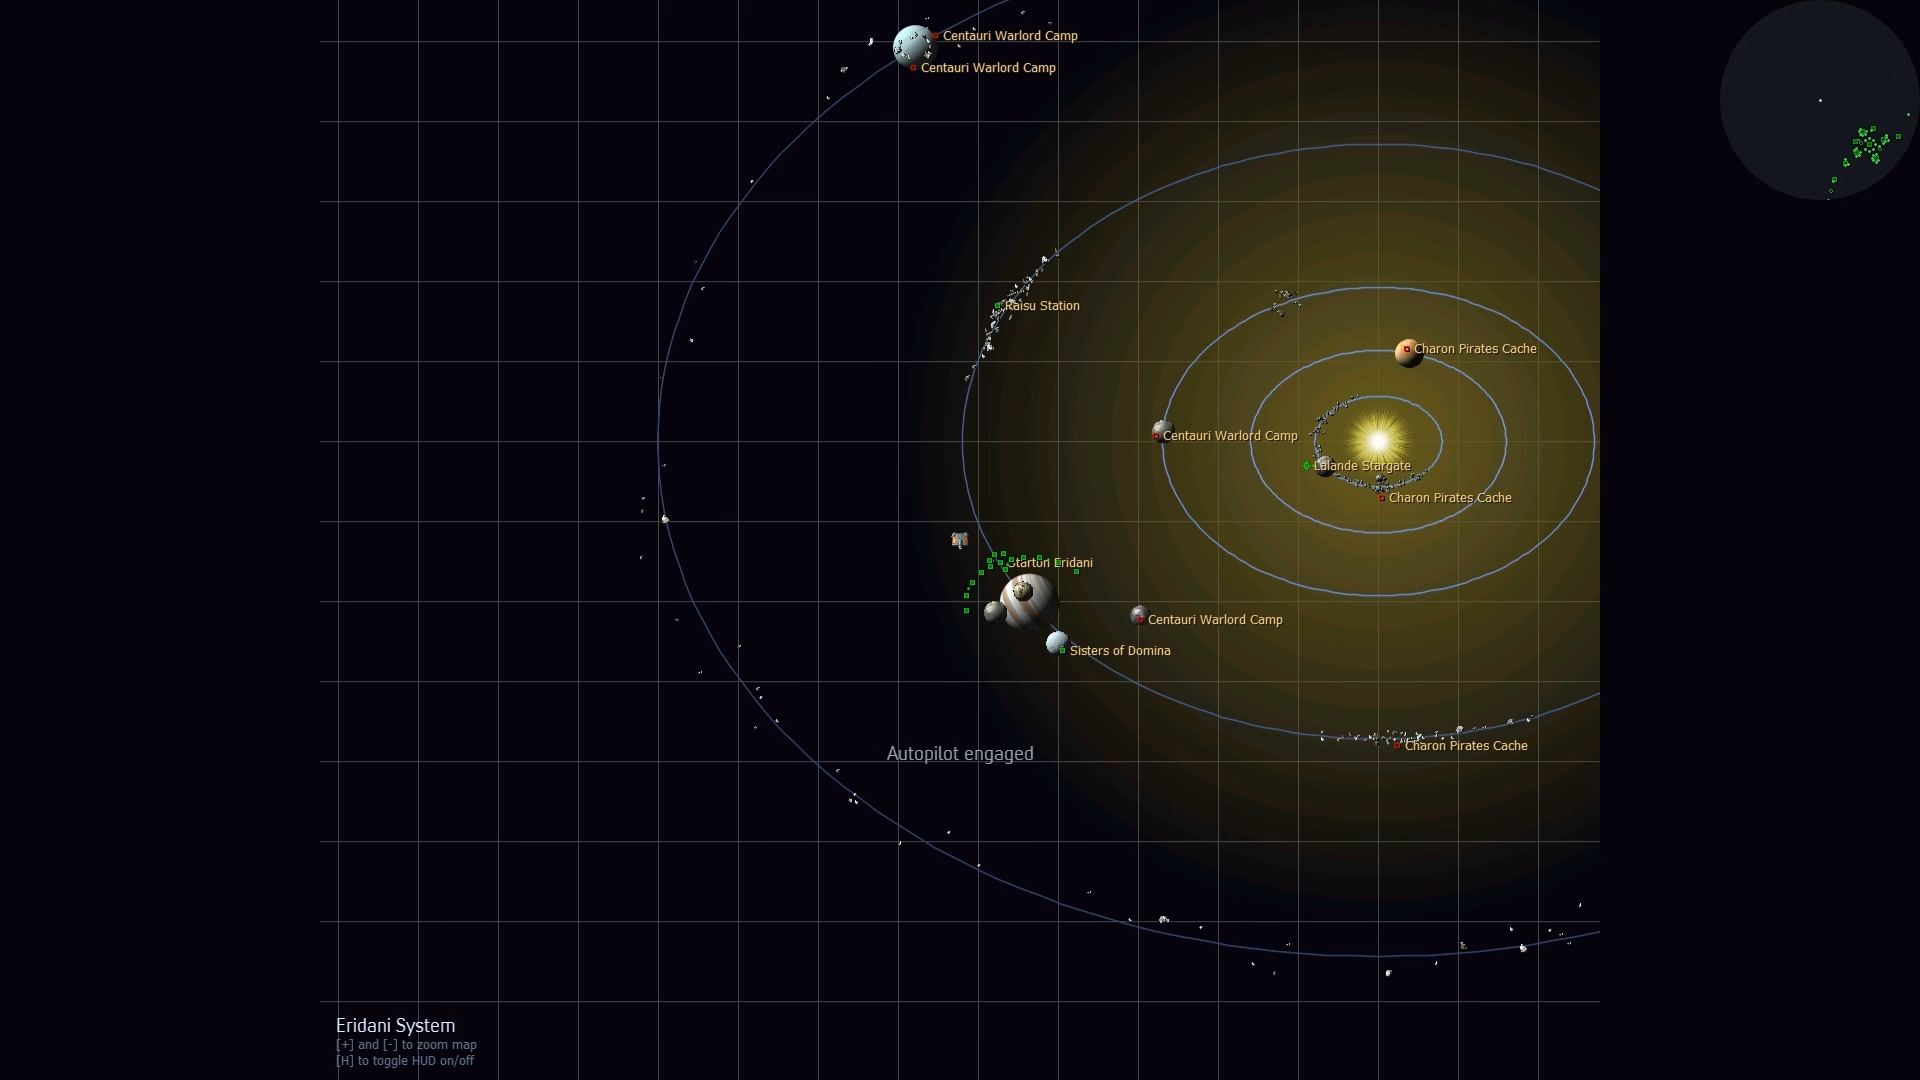 Centauri Warlord Camp
Centauri Warlord Camp
Raisu Station
Charon Pirates Cache
Centauri Warlord Camp
Lalande Stargate
Charon Pirates Cache
Starton Eridani
Centauri Warlord Camp
Sisters of Domina
Charon Pirates Cache
Autopilot engaged
Eridani System
[+] and [-] to zoom map
[H] to toggle HUD on/off